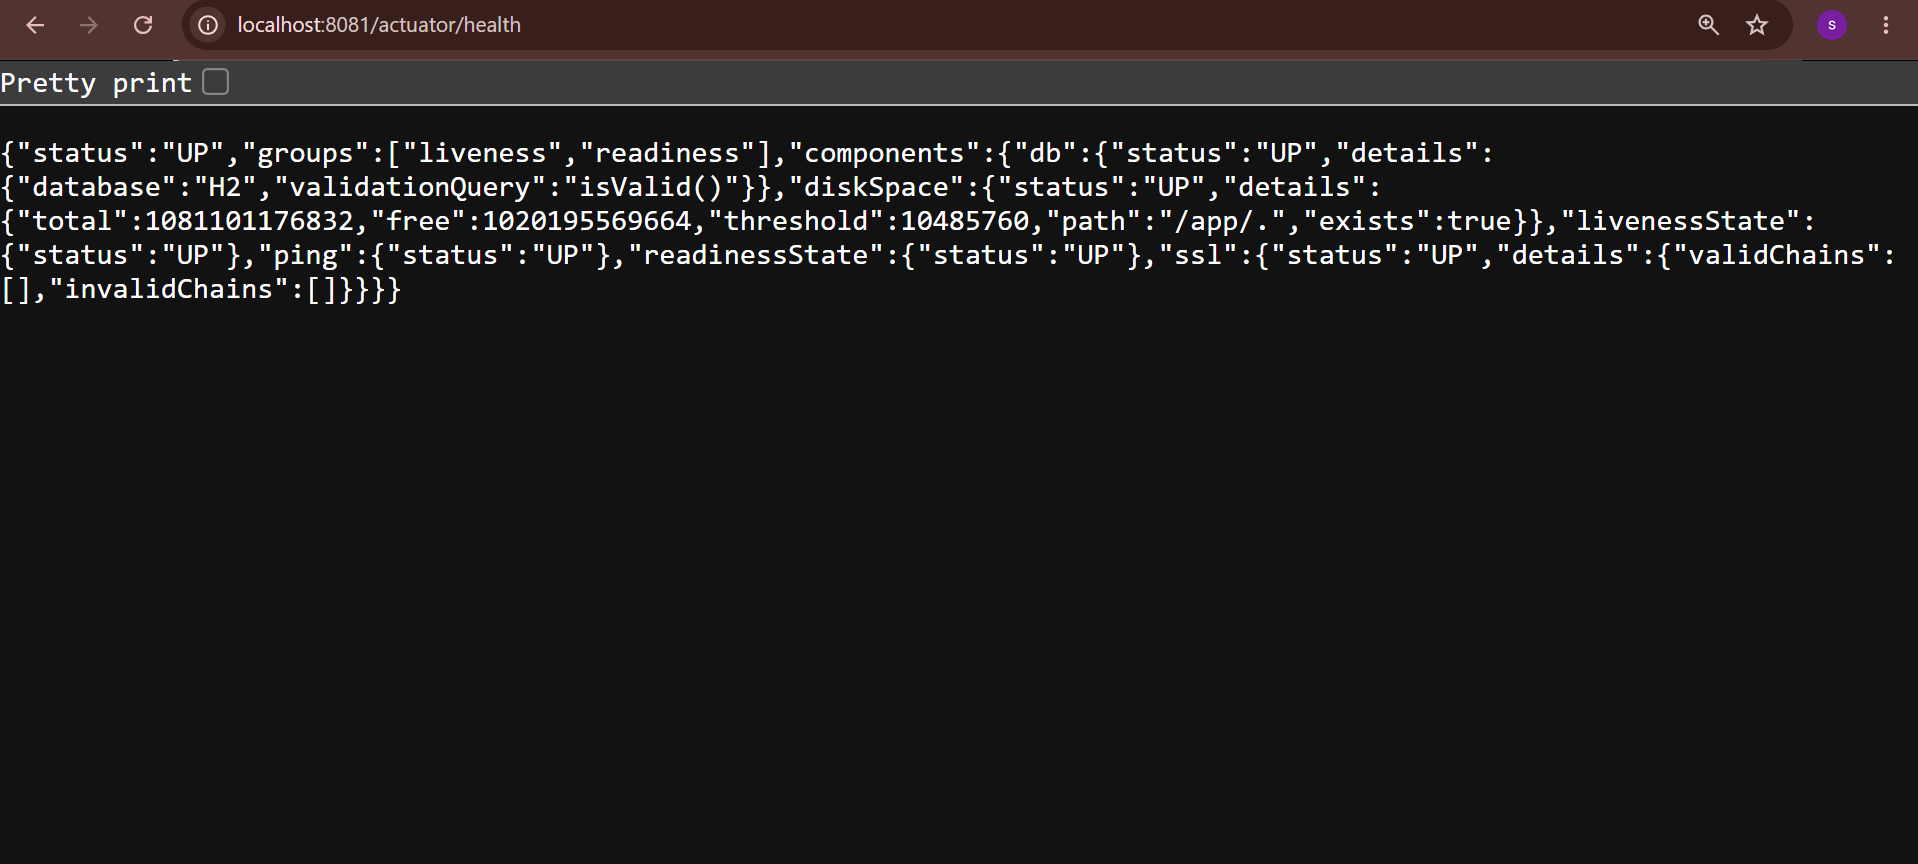 localhost:8081/actuator/health
s
Pretty print
{"status":"UP","groups":["liveness","readiness"],"components":{"db":{"status":"UP","details":
{"database":"H2","validationQuery":"isValid()"}},"diskSpace":{"status":"UP","details":
{"total":1081101176832,"free":1020195569664,"threshold":10485760,"path":"/app/.","exists":true}},"livenessState":
{"status":"UP"},"ping":{"status":"UP"},"readinessState":{"status":"UP"},"ssl":{"status":"UP","details":{"validChains":
[],"invalidChains":[]}}}}